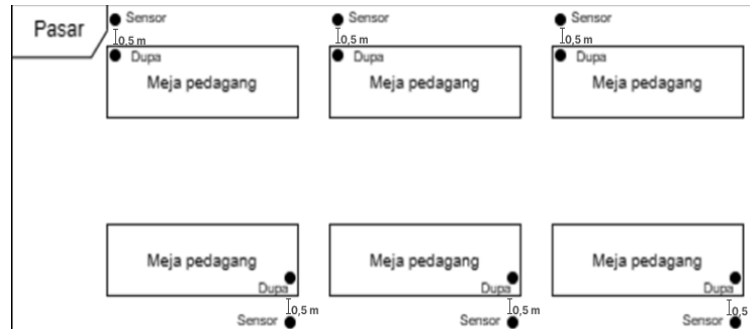 Pasar
Sensor Sensor Sensor
0,5 m 0,5 m 0,5 m
Dupa Dupa Dupa
Meja pedagang Meja pedagang Meja pedagang
Meja pedagang Meja pedagang Meja pedagang
Dupa Dupa Dupa
0,5 m 0,5 m 0,5
Sensor Sensor Sensor